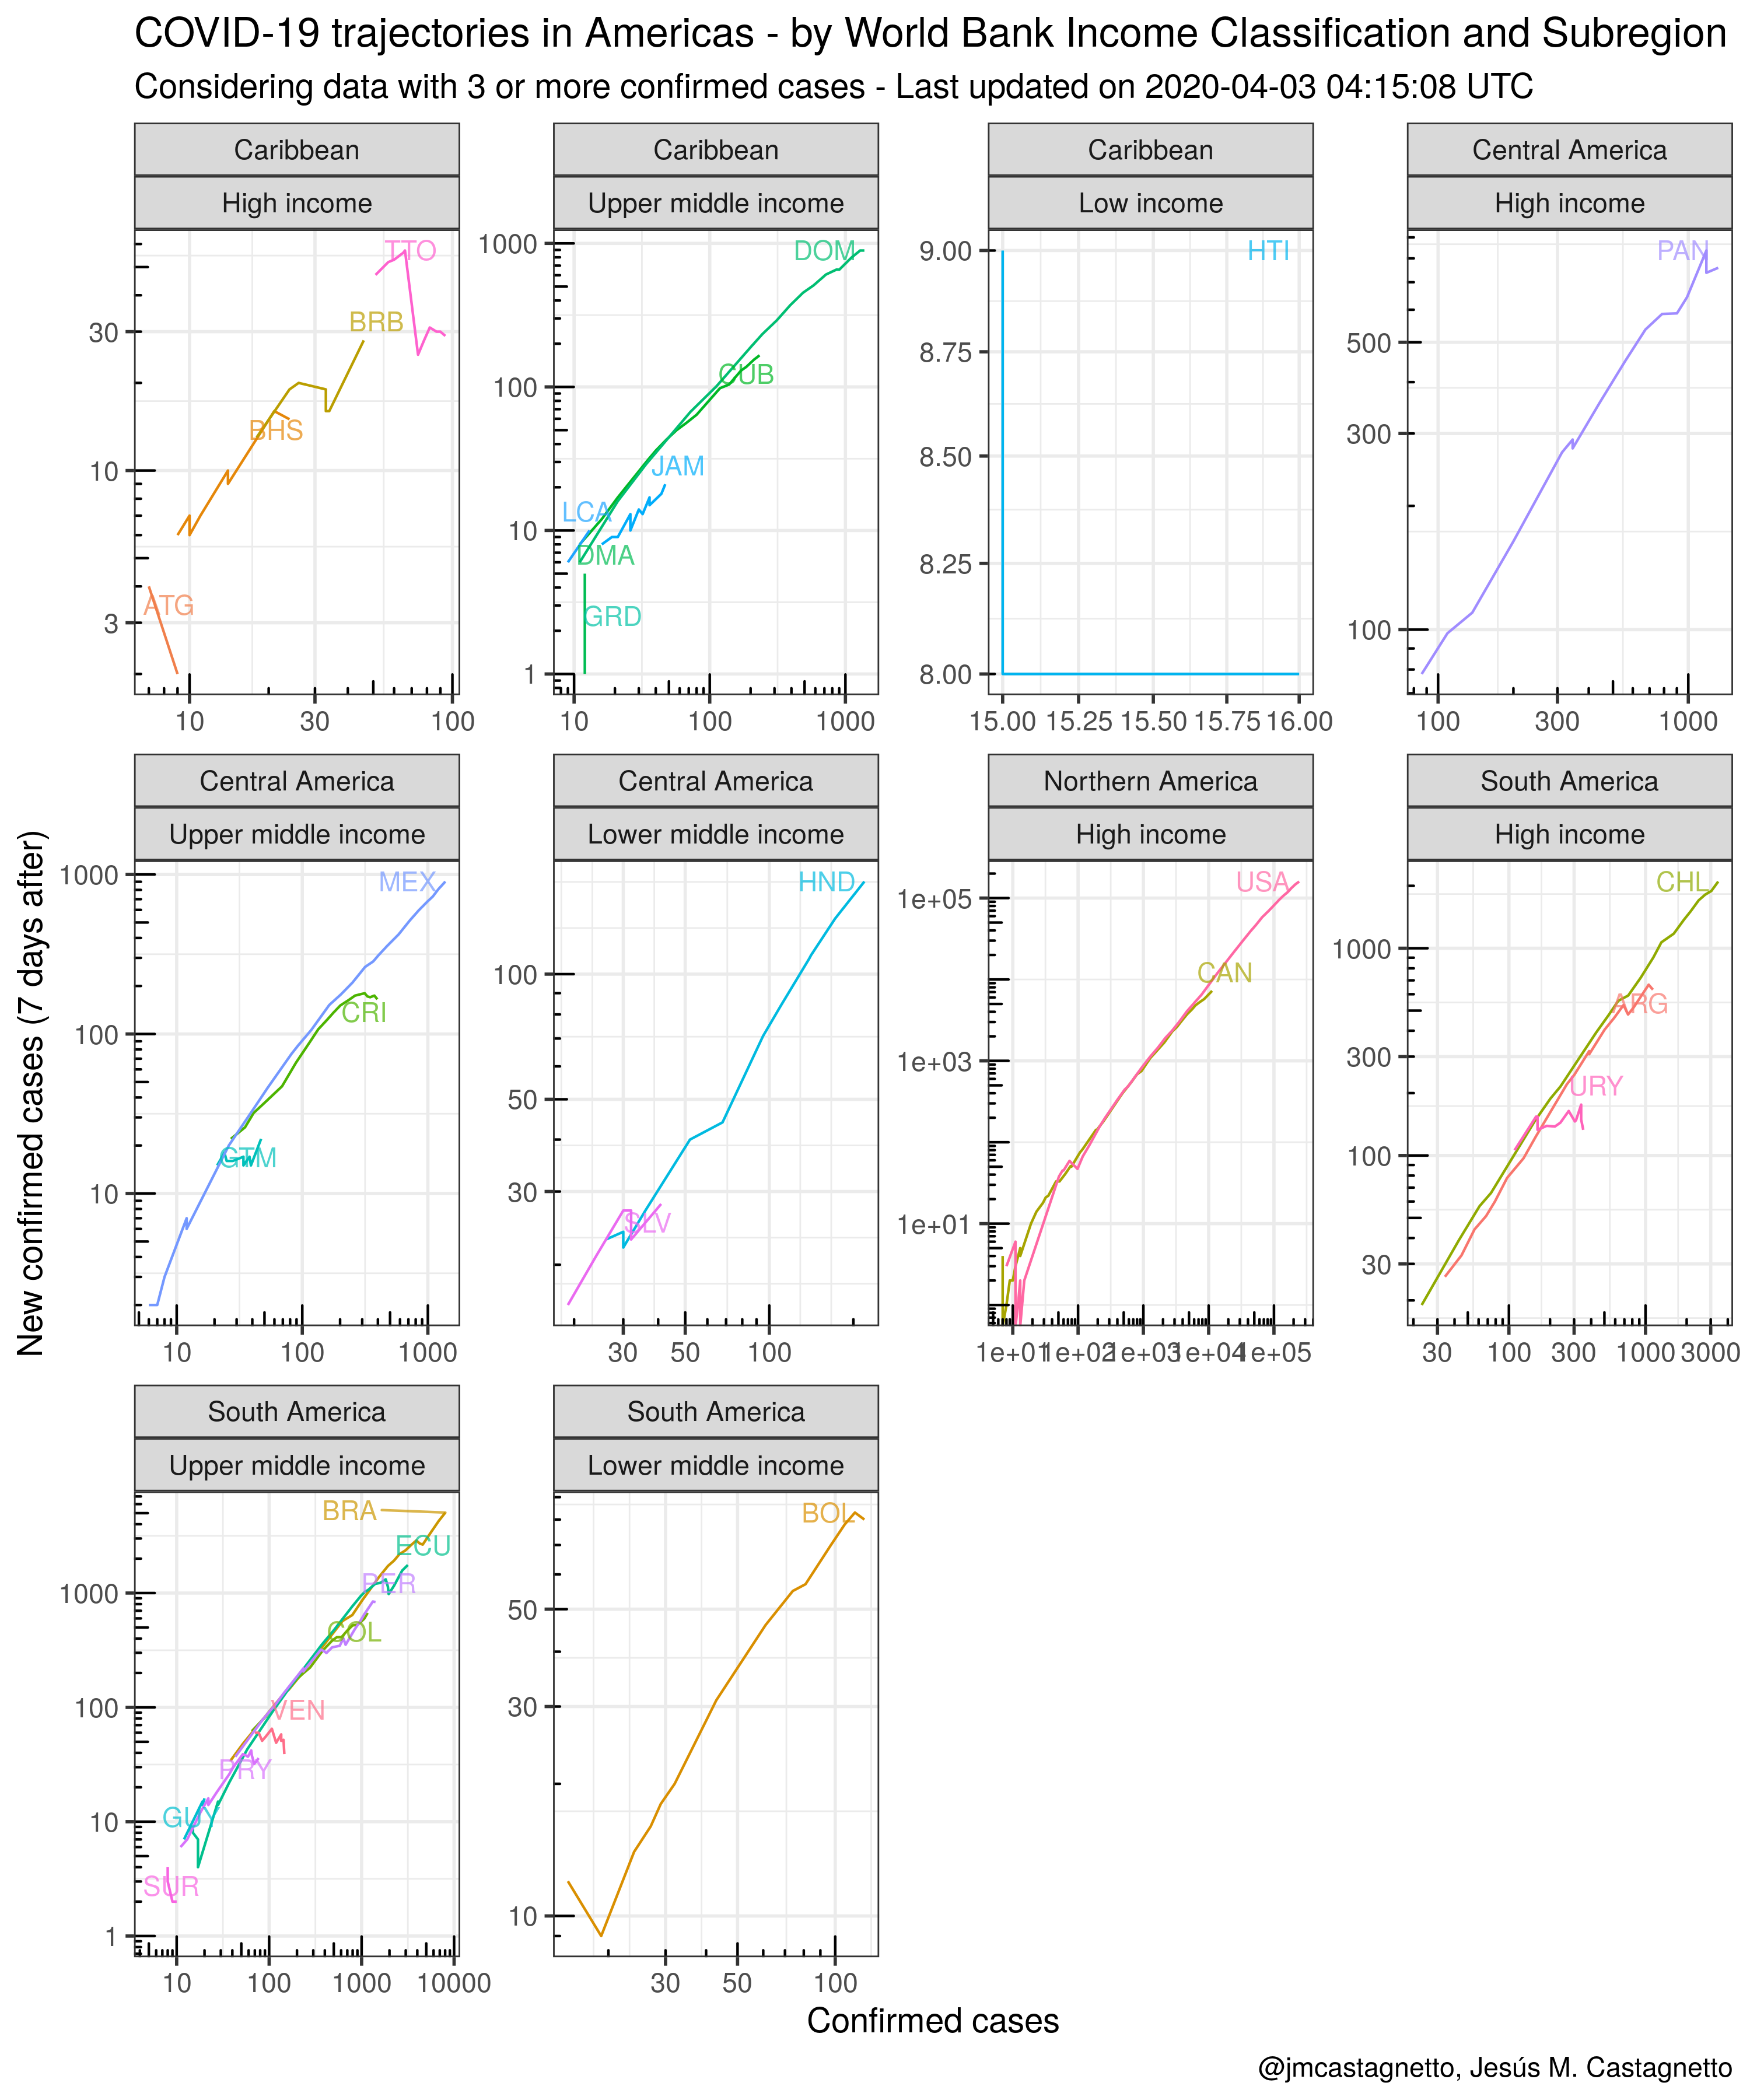 COVID-19 trajectories in Americas - by World Bank Income Classification and Subregion
Considering data with 3 or more confirmed cases - Last updated on 2020-04-03 04:15:08 UTC
Caribbean
High income
TTO
BRB
BHS
ATG
30
10
3
10 30 100
Caribbean
Upper middle income
DOM
CUB
JAM
LCA
DMA
GRD
1000
100
10
1
10 100 1000
Caribbean
Low income
HTI
9.00
8.75
8.50
8.25
8.00
15.00 15.25 15.50 15.75 16.00
Central America
High income
PAN
500
300
100
100 300 1000
New confirmed cases (7 days after)
Central America
Upper middle income
MEX
CRI
GTM
1000
100
10
10 100 1000
Central America
Lower middle income
HND
SLV
100
50
30
30 50 100
Northern America
High income
USA
CAN
1e+05
1e+03
1e+01
1e+01 1e+02 1e+03 1e+04 1e+05
South America
High income
CHL
ARG
URY
1000
300
100
30
30 100 300 1000 3000
South America
Upper middle income
BRA
ECU
PER
COL
VEN
PRY
GUY
SUR
1000
100
10
1
10 100 1000 10000
South America
Lower middle income
BOL
50
30
10
30 50 100
Confirmed cases
@jmcastagnetto, Jesús M. Castagnetto